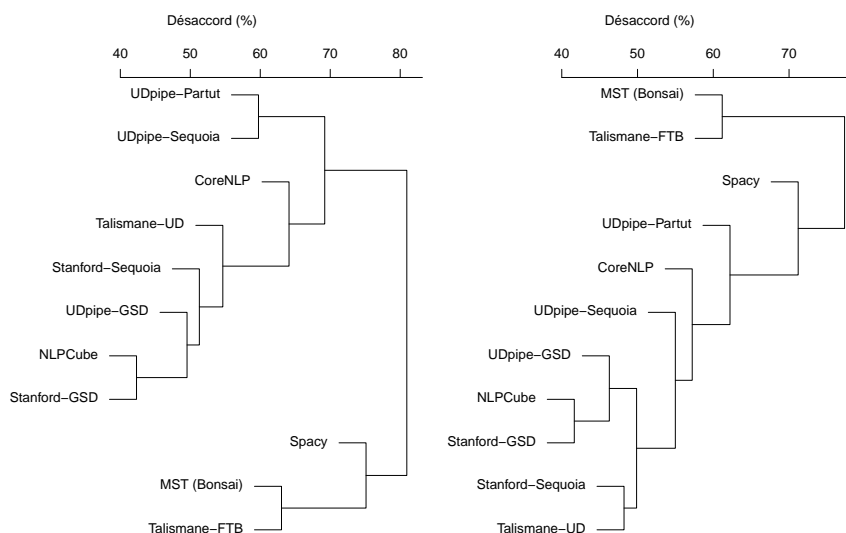 Désaccord (%)
40 50 60 70 80
UDpipe−Partut
UDpipe−Sequoia
CoreNLP
Talismane−UD
Stanford−Sequoia
UDpipe−GSD
NLPCube
Stanford−GSD
Spacy
MST (Bonsai)
Talismane−FTB
Désaccord (%)
40 50 60 70
MST (Bonsai)
Talismane−FTB
Spacy
UDpipe−Partut
CoreNLP
UDpipe−Sequoia
UDpipe−GSD
NLPCube
Stanford−GSD
Stanford−Sequoia
Talismane−UD